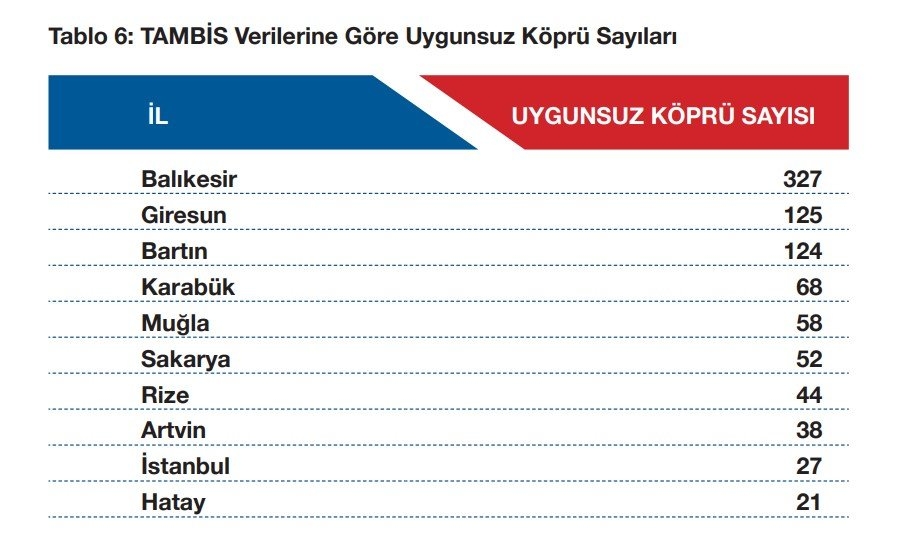 Tablo 6: TAMBİS Verilerine Göre Uygunsuz Köprü Sayıları
İL UYGUNSUZ KÖPRÜ SAYISI
Balıkesir 327
Giresun 125
Bartın 124
Karabük 68
Muğla 58
Sakarya 52
Rize 44
Artvin 38
İstanbul 27
Hatay 21